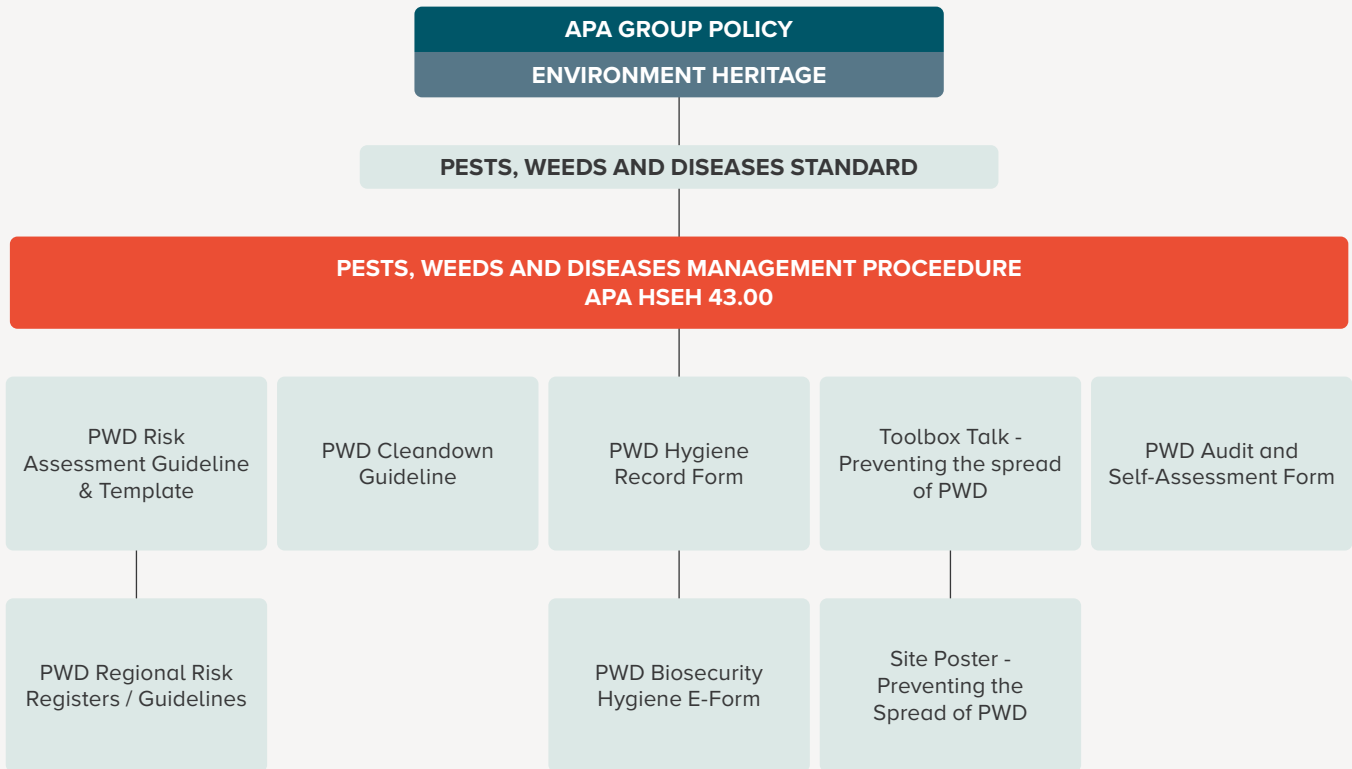 APA GROUP POLICY
ENVIRONMENT HERITAGE
PESTS, WEEDS AND DISEASES STANDARD
PESTS, WEEDS AND DISEASES MANAGEMENT PROCEEDURE
APA HSEH 43.00
PWD Risk
Assessment Guideline
& Template
PWD Cleandown
Guideline
PWD Hygiene
Record Form
Toolbox Talk -
Preventing the spread
of PWD
PWD Audit and
Self-Assessment Form
PWD Regional Risk
Registers / Guidelines
PWD Biosecurity
Hygiene E-Form
Site Poster -
Preventing the
Spread of PWD